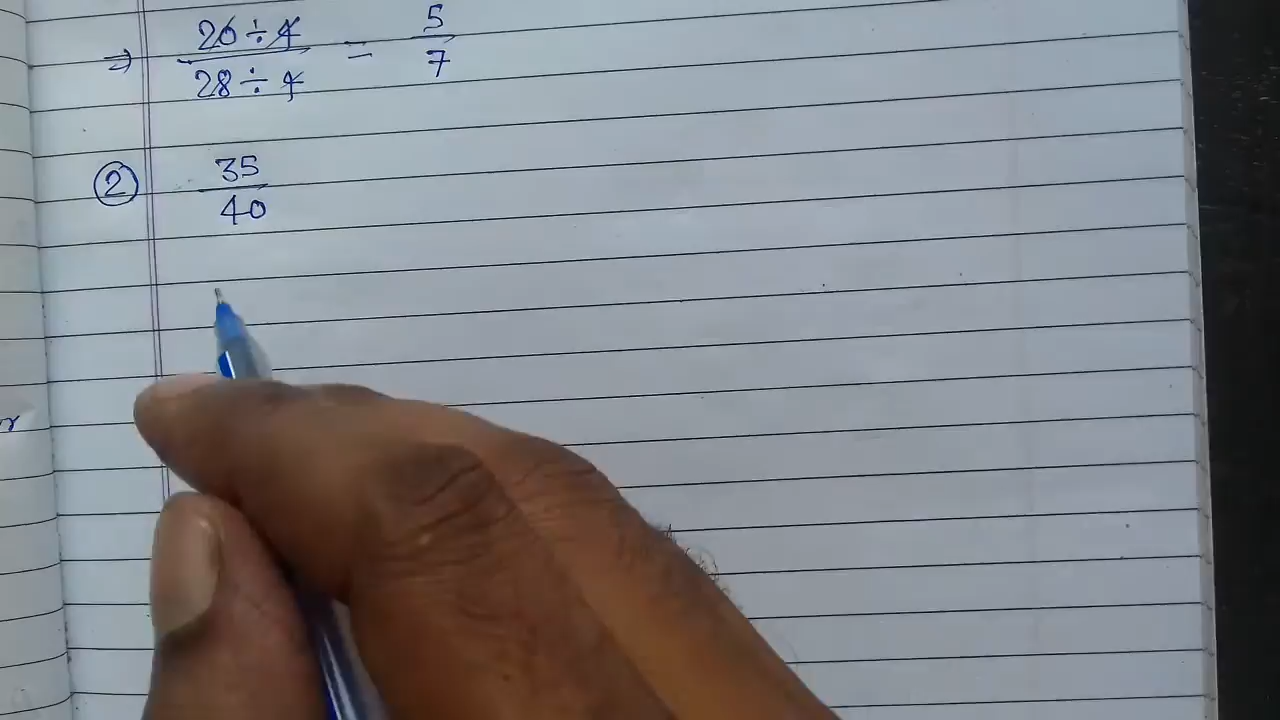 ⇒ 20 ÷ 4 / 28 ÷ 4 = 5/7
② 35/40